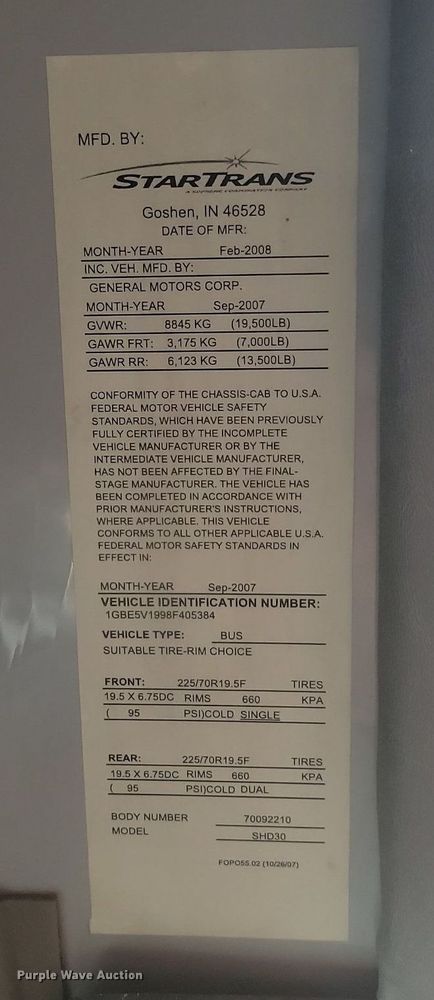 MFD. BY:
STARTRANS
A SUPREME CORPORATION COMPANY
Goshen, IN 46528
DATE OF MFR:
MONTH-YEAR Feb-2008
INC. VEH. MFD. BY:
GENERAL MOTORS CORP.
MONTH-YEAR Sep-2007
GVWR: 8845 KG (19,500LB)
GAWR FRT: 3,175 KG (7,000LB)
GAWR RR: 6,123 KG (13,500LB)
CONFORMITY OF THE CHASSIS-CAB TO U.S.A.
FEDERAL MOTOR VEHICLE SAFETY
STANDARDS, WHICH HAVE BEEN PREVIOUSLY
FULLY CERTIFIED BY THE INCOMPLETE
VEHICLE MANUFACTURER OR BY THE
INTERMEDIATE VEHICLE MANUFACTURER,
HAS NOT BEEN AFFECTED BY THE FINAL-
STAGE MANUFACTURER. THE VEHICLE HAS
BEEN COMPLETED IN ACCORDANCE WITH
PRIOR MANUFACTURER'S INSTRUCTIONS,
WHERE APPLICABLE. THIS VEHICLE
CONFORMS TO ALL OTHER APPLICABLE U.S.A.
FEDERAL MOTOR SAFETY STANDARDS IN
EFFECT IN:
MONTH-YEAR Sep-2007
VEHICLE IDENTIFICATION NUMBER:
1GBE5V1998F405384
VEHICLE TYPE: BUS
SUITABLE TIRE-RIM CHOICE
FRONT: 225/70R19.5F TIRES
19.5 X 6.75DC RIMS 660 KPA
( 95 PSI)COLD SINGLE
REAR: 225/70R19.5F TIRES
19.5 X 6.75DC RIMS 660 KPA
( 95 PSI)COLD DUAL
BODY NUMBER 70092210
MODEL SHD30
FOPO55.02 (10/26/07)
Purple Wave Auction